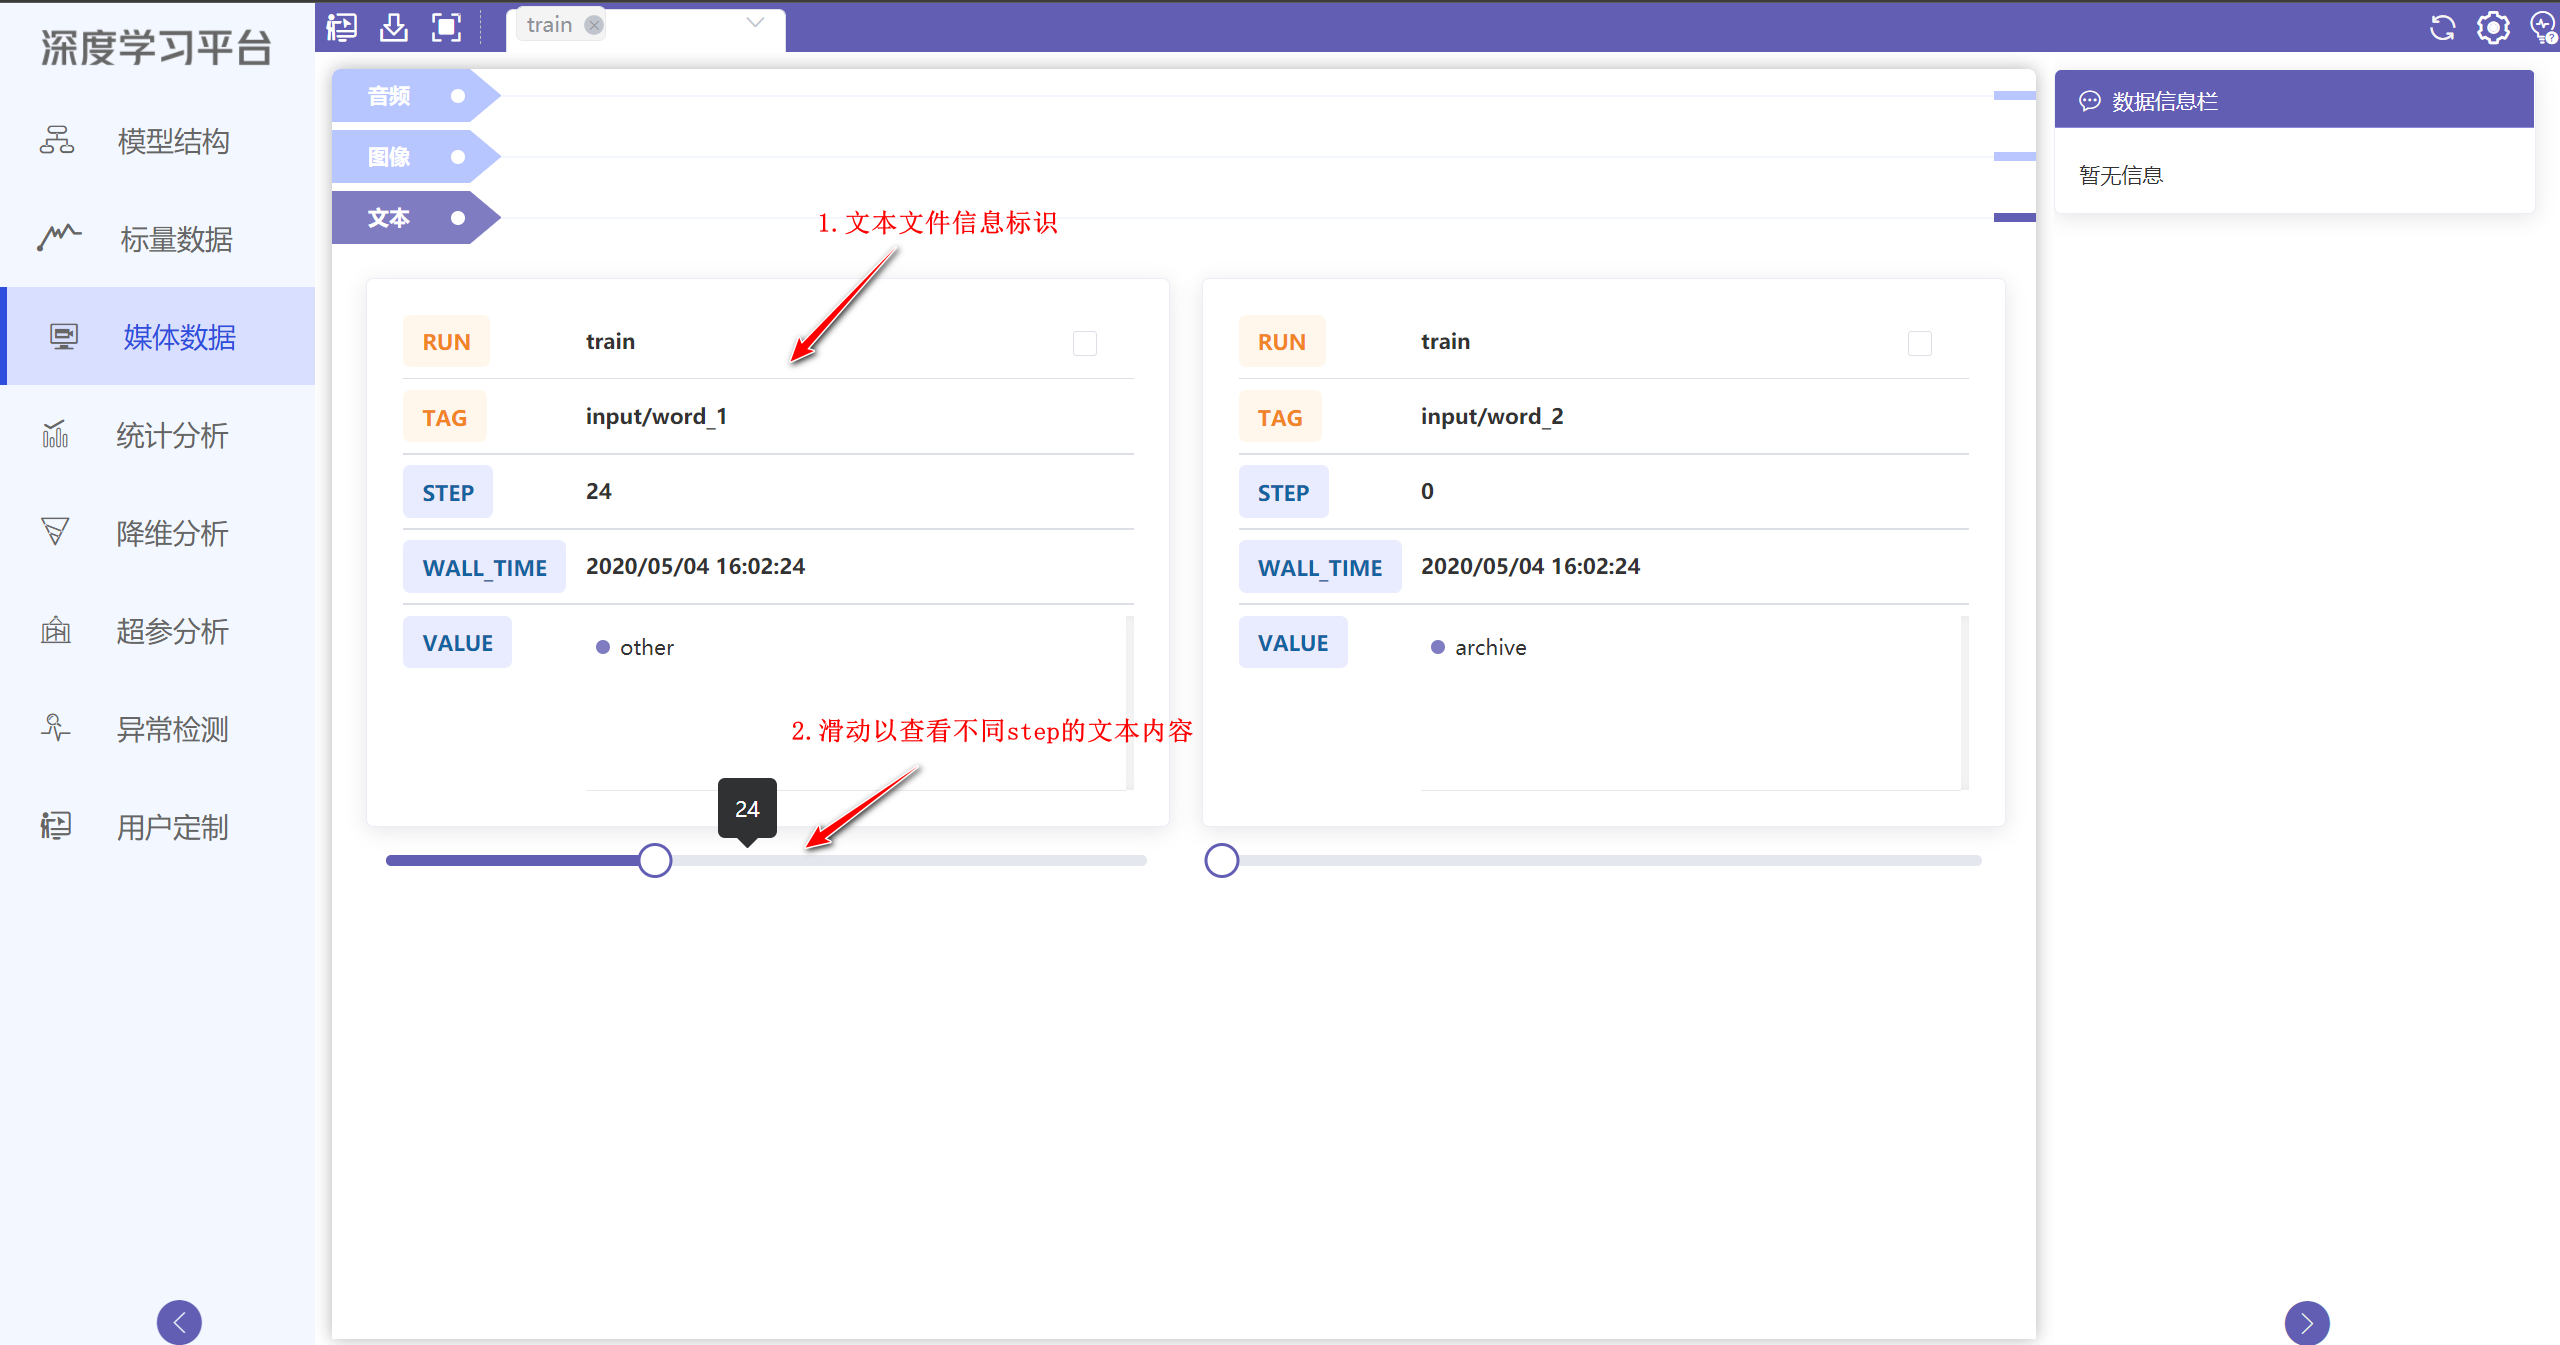 深度学习平台
模型结构
标量数据
媒体数据
统计分析
降维分析
超参分析
异常检测
用户定制
train
音频
图像
文本
1.文本文件信息标识
RUN train
TAG input/word_1
STEP 24
WALL_TIME 2020/05/04 16:02:24
VALUE other
2.滑动以查看不同step的文本内容
24
RUN train
TAG input/word_2
STEP 0
WALL_TIME 2020/05/04 16:02:24
VALUE archive
数据信息栏
暂无信息